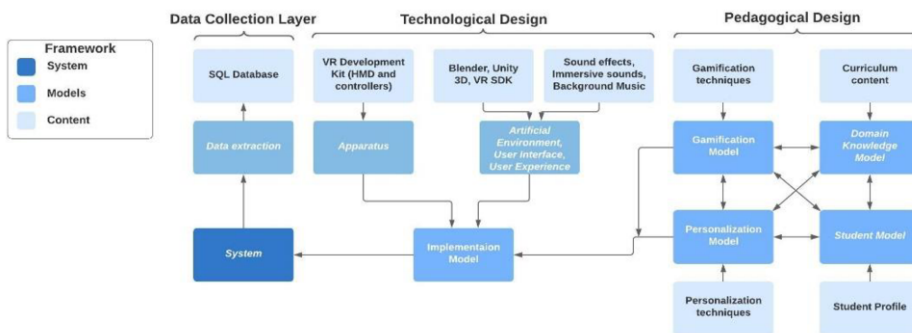 Data Collection Layer
Technological Design
Pedagogical Design
Framework
System
Models
Content
SQL Database
VR Development
Kit (HMD and
controllers)
Blender, Unity
3D, VR SDK
Sound effects,
Immersive sounds,
Background Music
Gamification
techniques
Curriculum
content
Data extraction
Apparatus
Artificial
Environment,
User Interface,
User Experience
Gamification
Model
Domain
Knowledge
Model
System
Implementaion
Model
Personalization
Model
Student Model
Personalization
techniques
Student Profile